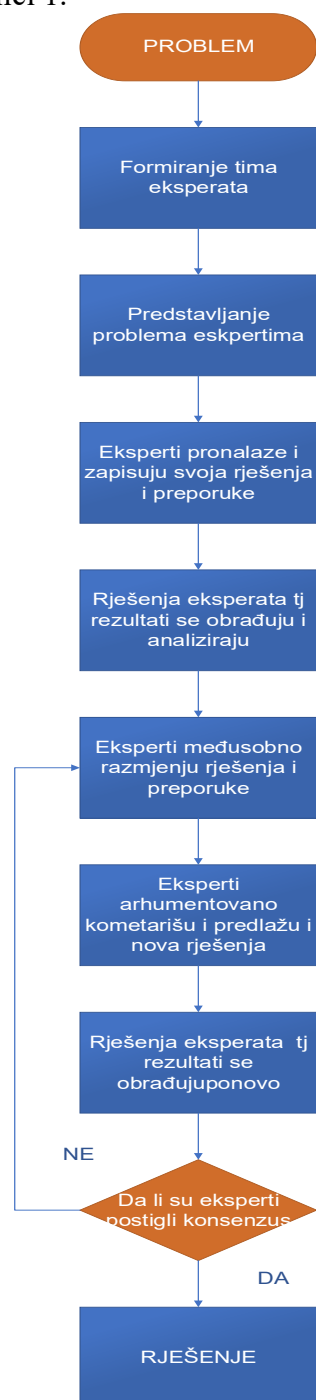 PROBLEM
Formiranje tima
eksperata
Predstavljanje
problema eskpertima
Eksperti pronalaze i
zapisuju svoja rješenja
i preporuke
Rješenja eksperata tj
rezultati se obrađuju i
analiziraju
Eksperti međusobno
razmjenju rješenja i
preporuke
Eksperti
arhumentovano
kometarišu i predlažu i
nova rješenja
Rješenja eksperata  tj
rezultati se
obrađujuponovo
NE
Da li su eksperti
postigli konsenzus
DA
RJEŠENJE